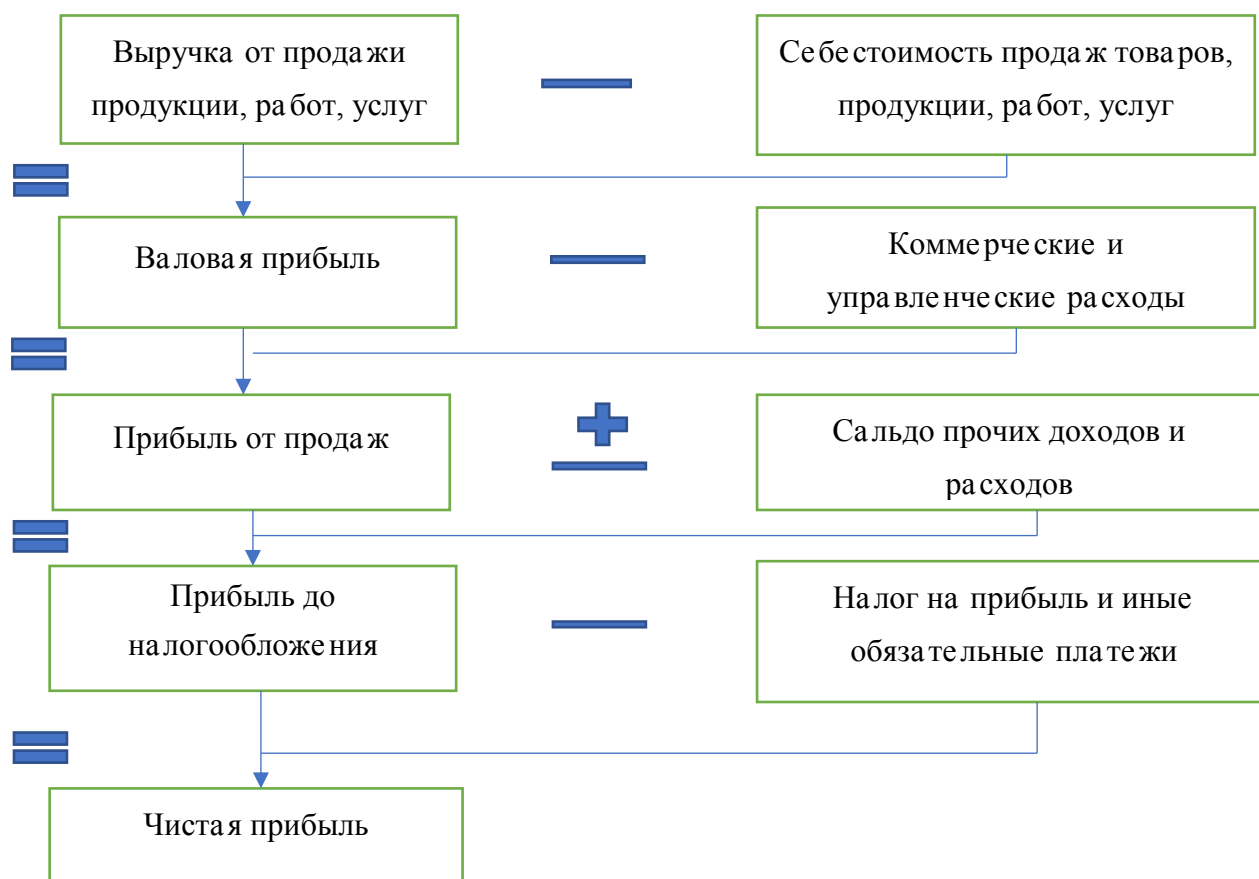 Выручка от продажи
продукции, работ, услуг
Себестоимость продаж товаров,
продукции, работ, услуг
Валовая прибыль
Коммерческие и
управленческие расходы
Прибыль от продаж
Сальдо прочих доходов и
расходов
Прибыль до
налогообложения
Налог на прибыль и иные
обязательные платежи
Чистая прибыль